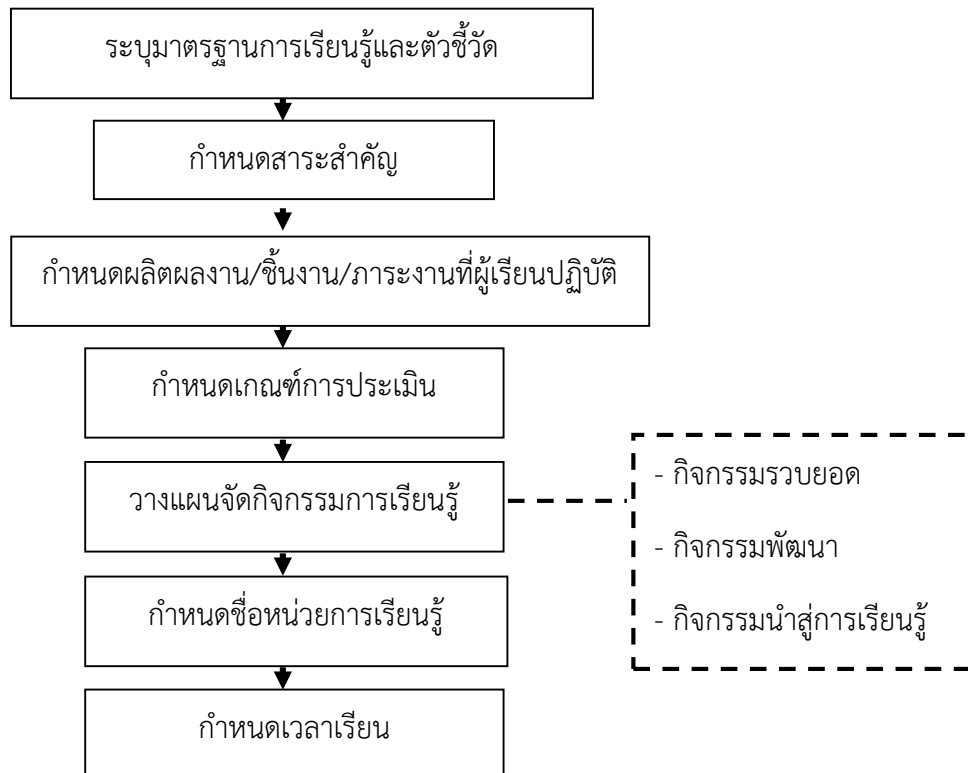 ระบุมาตรฐานการเรียนรู้และตัวชี้วัด
กำหนดสาระสำคัญ
กำหนดผลิตผลงาน/ชิ้นงาน/ภาระงานที่ผู้เรียนปฏิบัติ
กำหนดเกณฑ์การประเมิน
วางแผนจัดกิจกรรมการเรียนรู้
- กิจกรรมรวบยอด
- กิจกรรมพัฒนา
- กิจกรรมนำสู่การเรียนรู้
กำหนดชื่อหน่วยการเรียนรู้
กำหนดเวลาเรียน